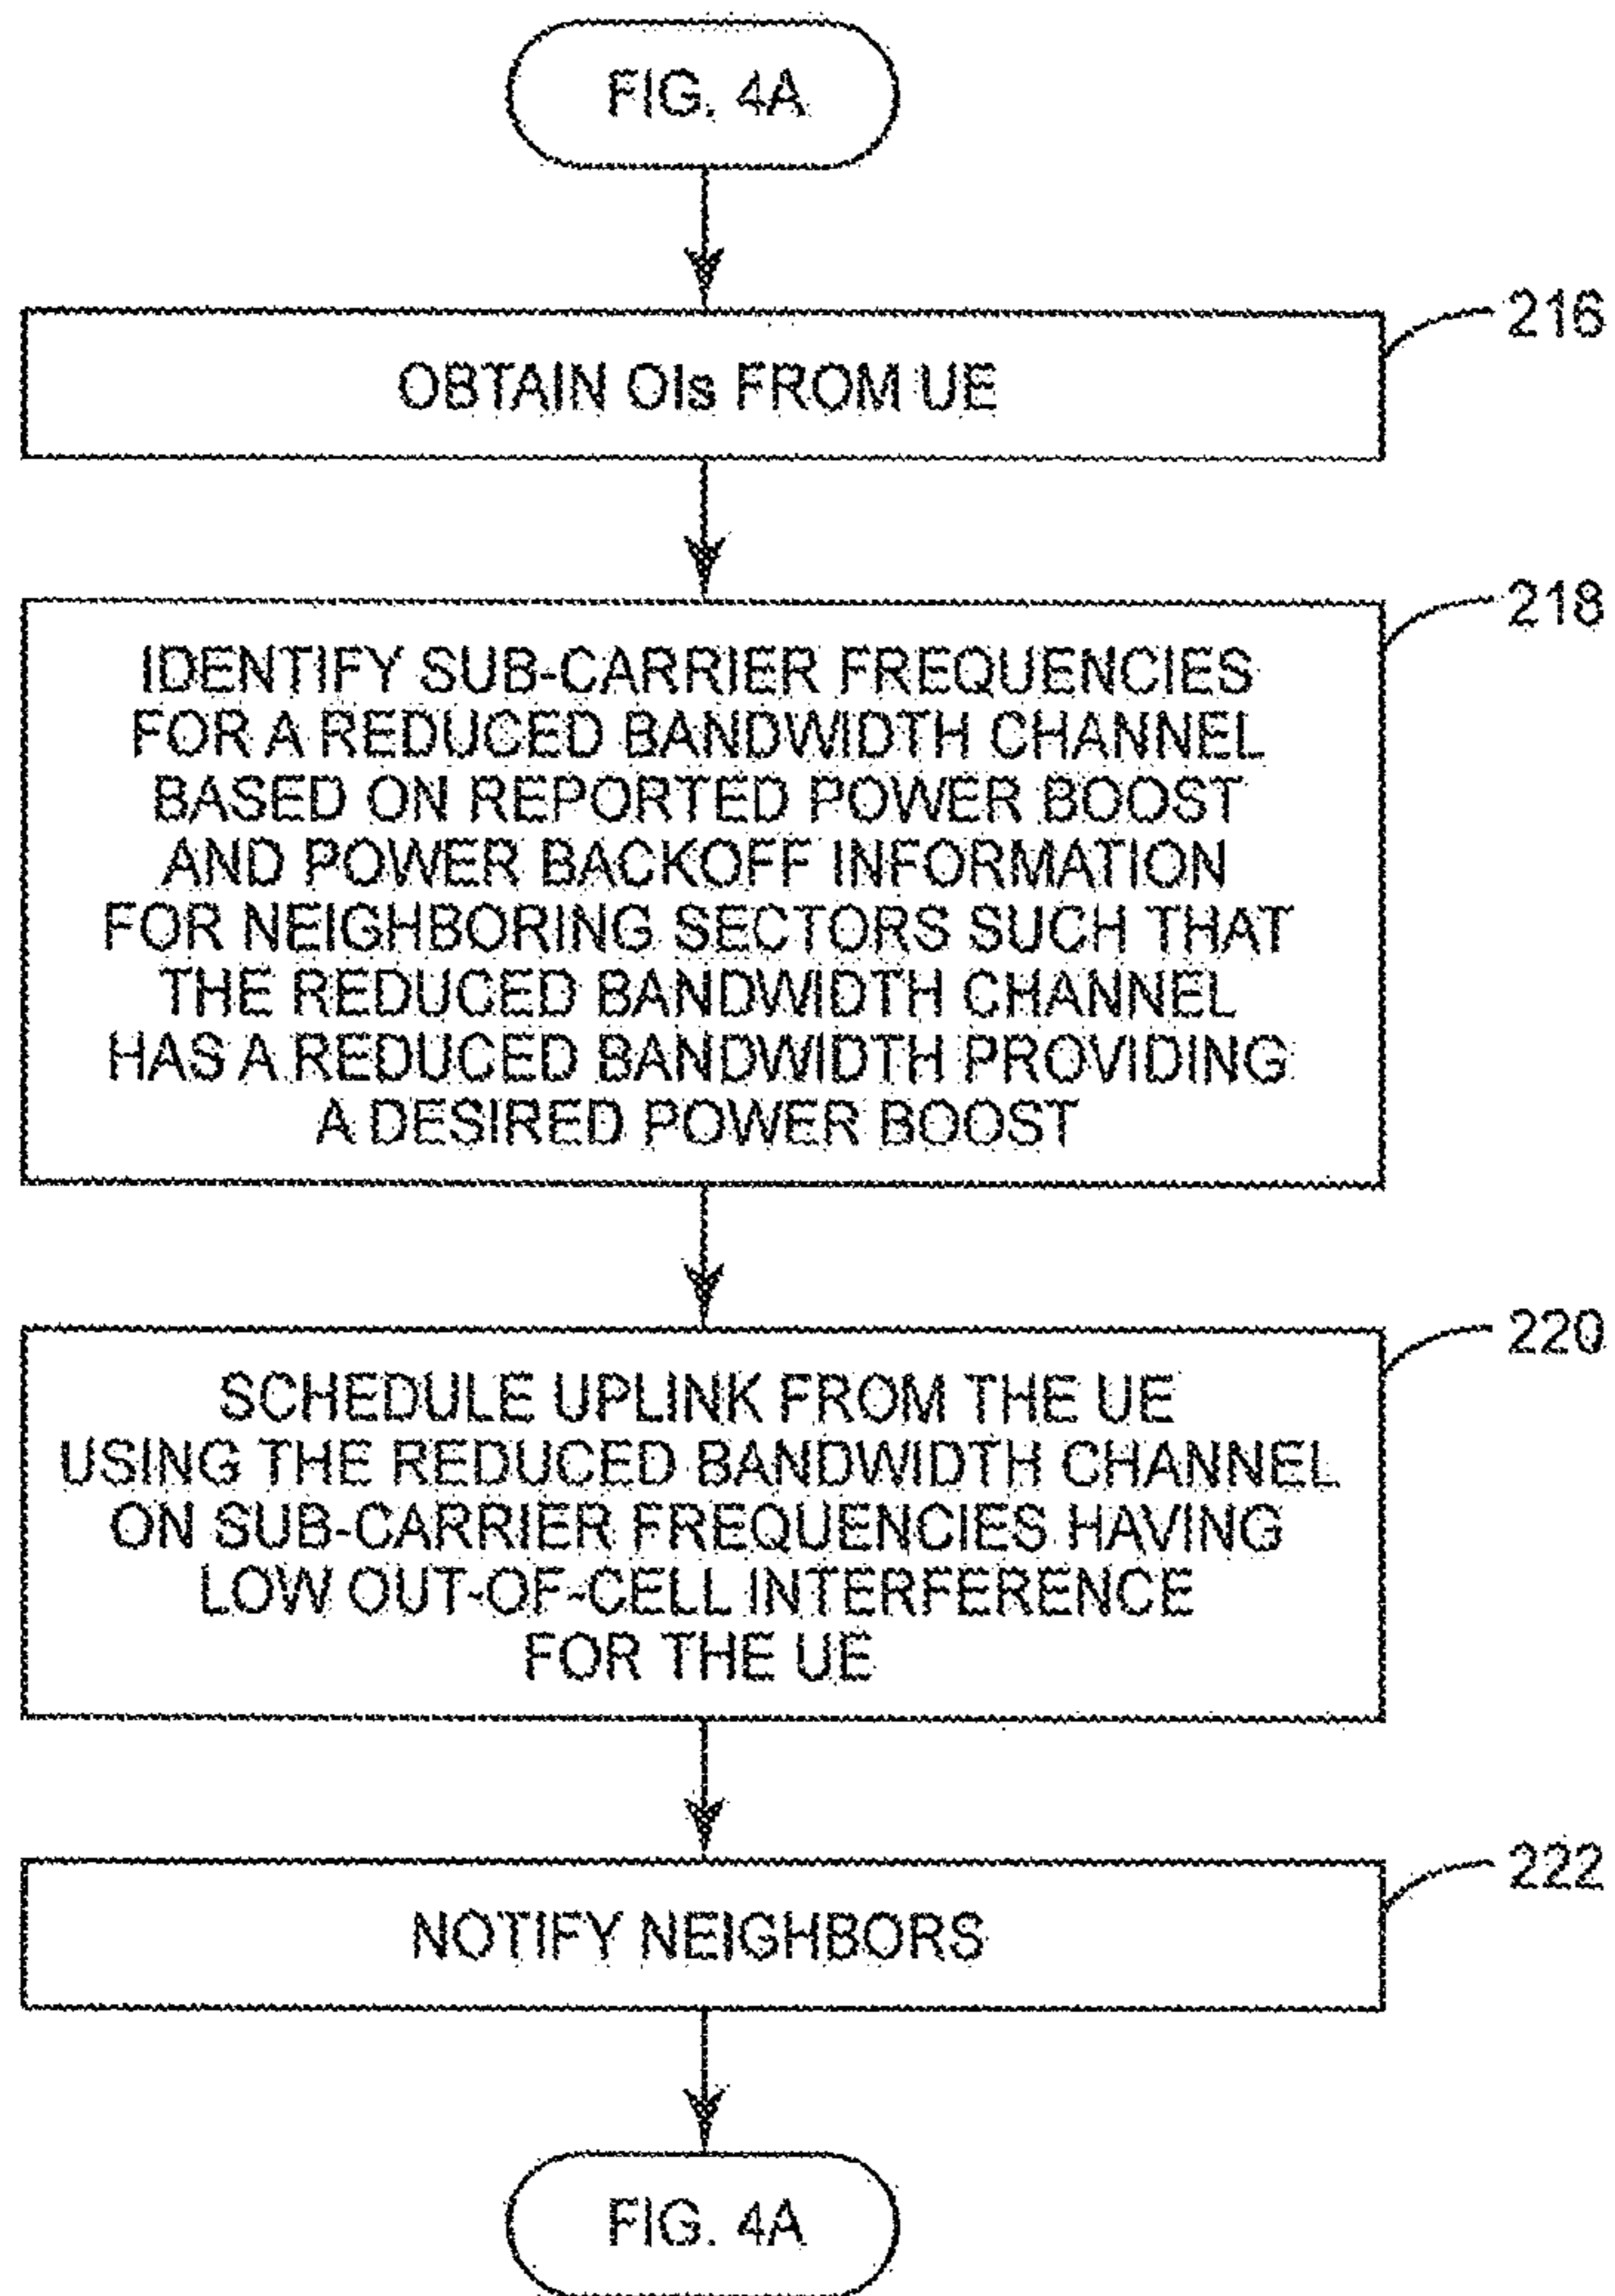 FIG. 4A
216
OBTAIN OIs FROM UE
218
IDENTIFY SUB-CARRIER FREQUENCIES
FOR A REDUCED BANDWIDTH CHANNEL
BASED ON REPORTED POWER BOOST
AND POWER BACKOFF INFORMATION
FOR NEIGHBORING SECTORS SUCH THAT
THE REDUCED BANDWIDTH CHANNEL
HAS A REDUCED BANDWIDTH PROVIDING
A DESIRED POWER BOOST
220
SCHEDULE UPLINK FROM THE UE
USING THE REDUCED BANDWIDTH CHANNEL
ON SUB-CARRIER FREQUENCIES HAVING
LOW OUT-OF-CELL INTERFERENCE
FOR THE UE
222
NOTIFY NEIGHBORS
FIG. 4A